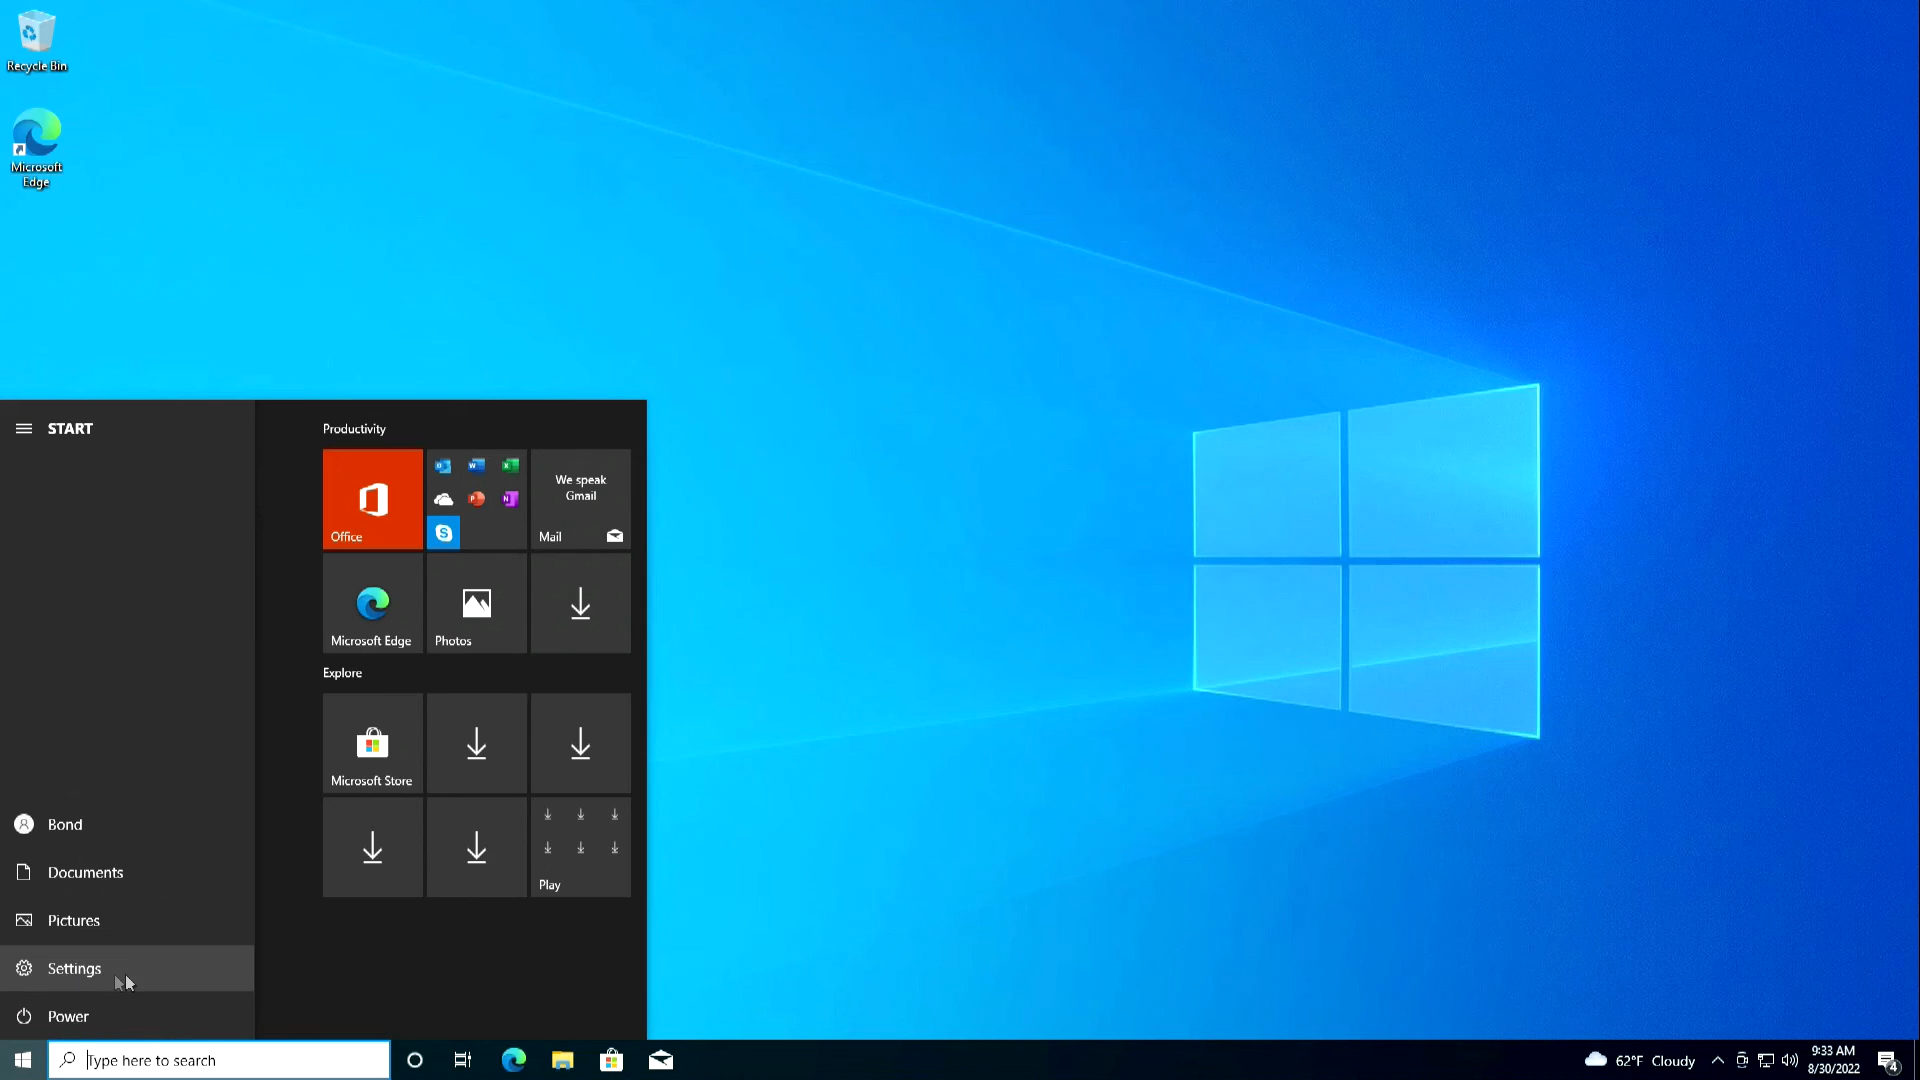 Recycle Bin
Microsoft
Edge
START
Bond
Documents
Pictures
Settings
Power
Productivity
Office
We speak
Gmail
Mail
Microsoft Edge
Photos
Explore
Microsoft Store
Play
Type here to search
62°F Cloudy
9:33 AM
8/30/2022
4